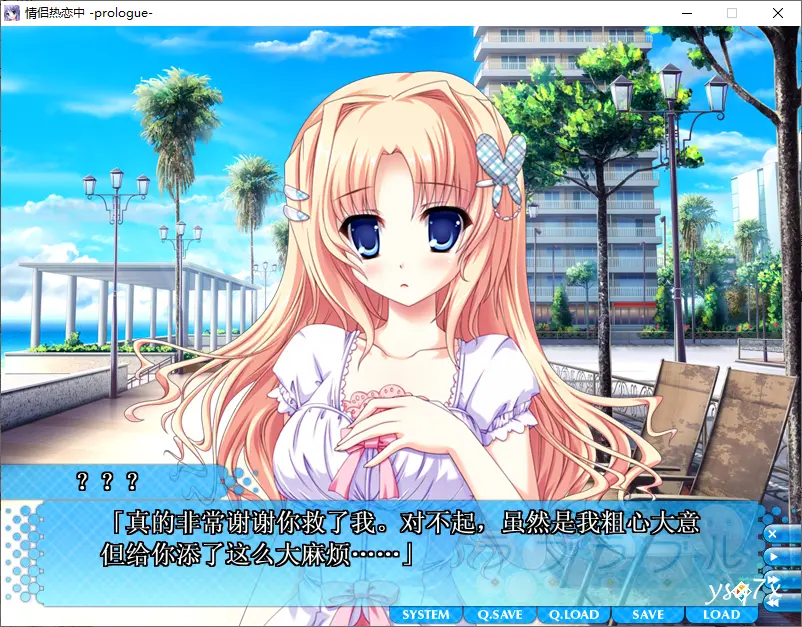 情侣热恋中 -prologue-
？？？
「真的非常谢谢你救了我。对不起，虽然是我粗心大意
但给你添了这么大麻烦……」
SYSTEM Q.SAVE Q.LOAD SAVE LOAD